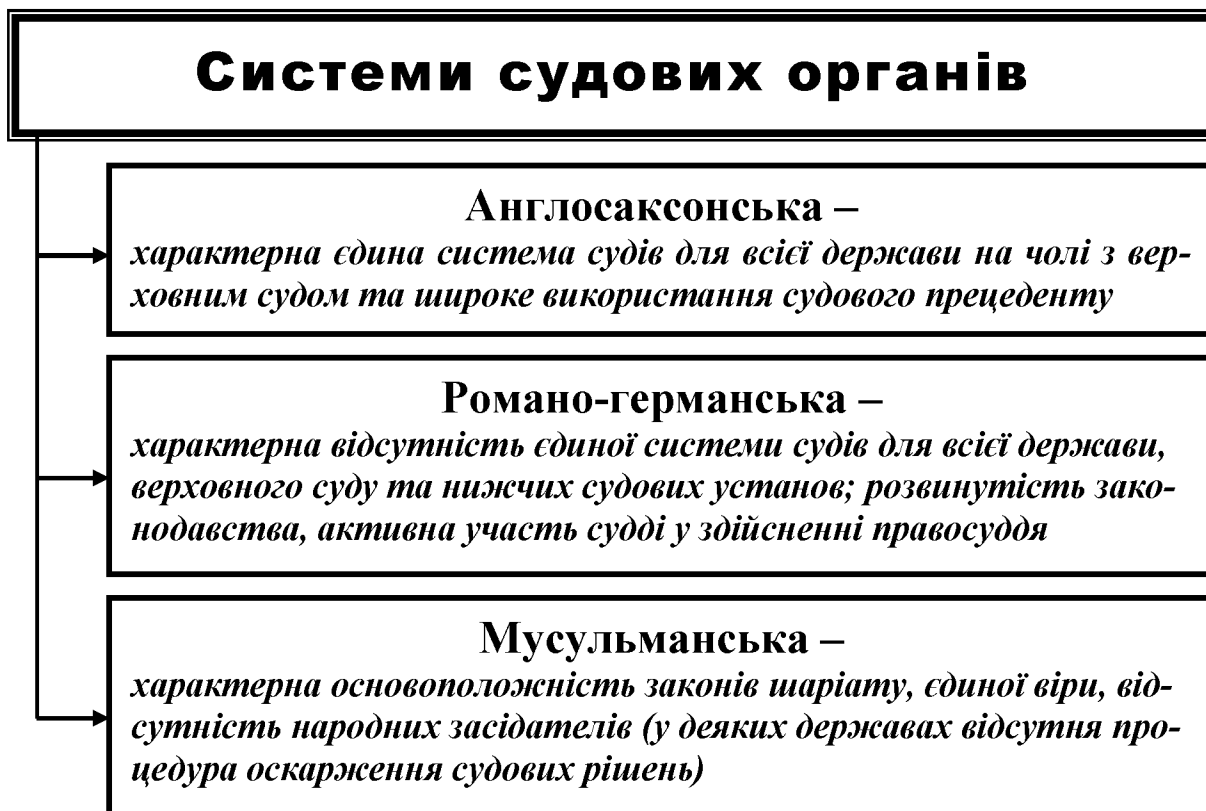 Системи судових органів
Англосаксонська –
характерна єдина система судів для всієї держави на чолі з вер-
ховним судом та широке використання судового прецеденту
Романо-германська –
характерна відсутність єдиної системи судів для всієї держави,
верховного суду та нижчих судових установ; розвинутість зако-
нодавства, активна участь судді у здійсненні правосуддя
Мусульманська –
характерна основоположність законів шаріату, єдиної віри, від-
сутність народних засідателів (у деяких державах відсутня про-
цедура оскарження судових рішень)